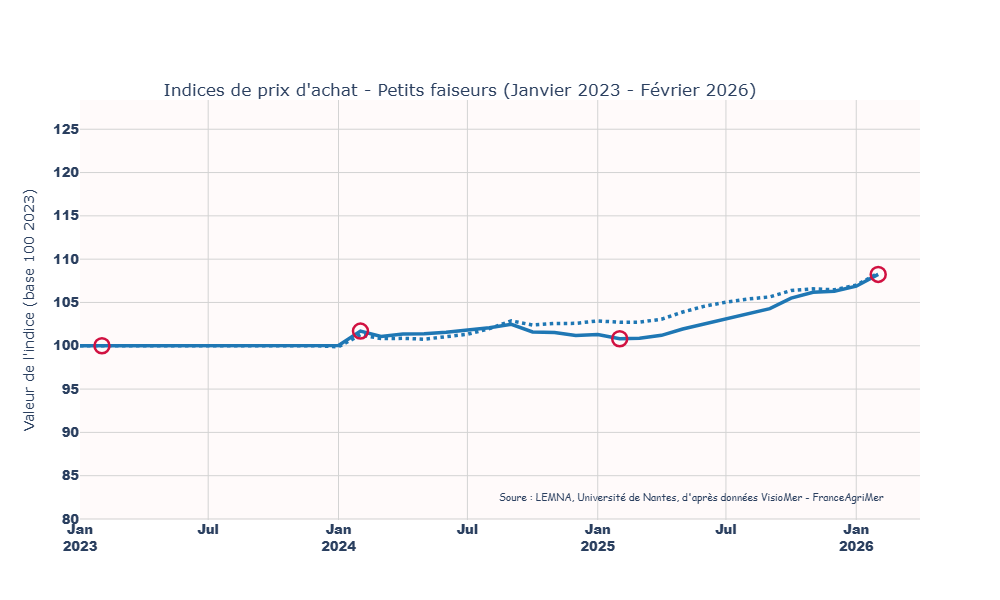 Indices de prix d'achat - Petits faiseurs (Janvier 2023 - Février 2026)
Valeur de l'indice (base 100 2023)
125
120
115
110
105
100
95
90
85
80
Soure : LEMNA, Université de Nantes, d'après données VisioMer - FranceAgriMer
Jan Jul Jan Jul Jan Jul Jan
2023 2024 2025 2026